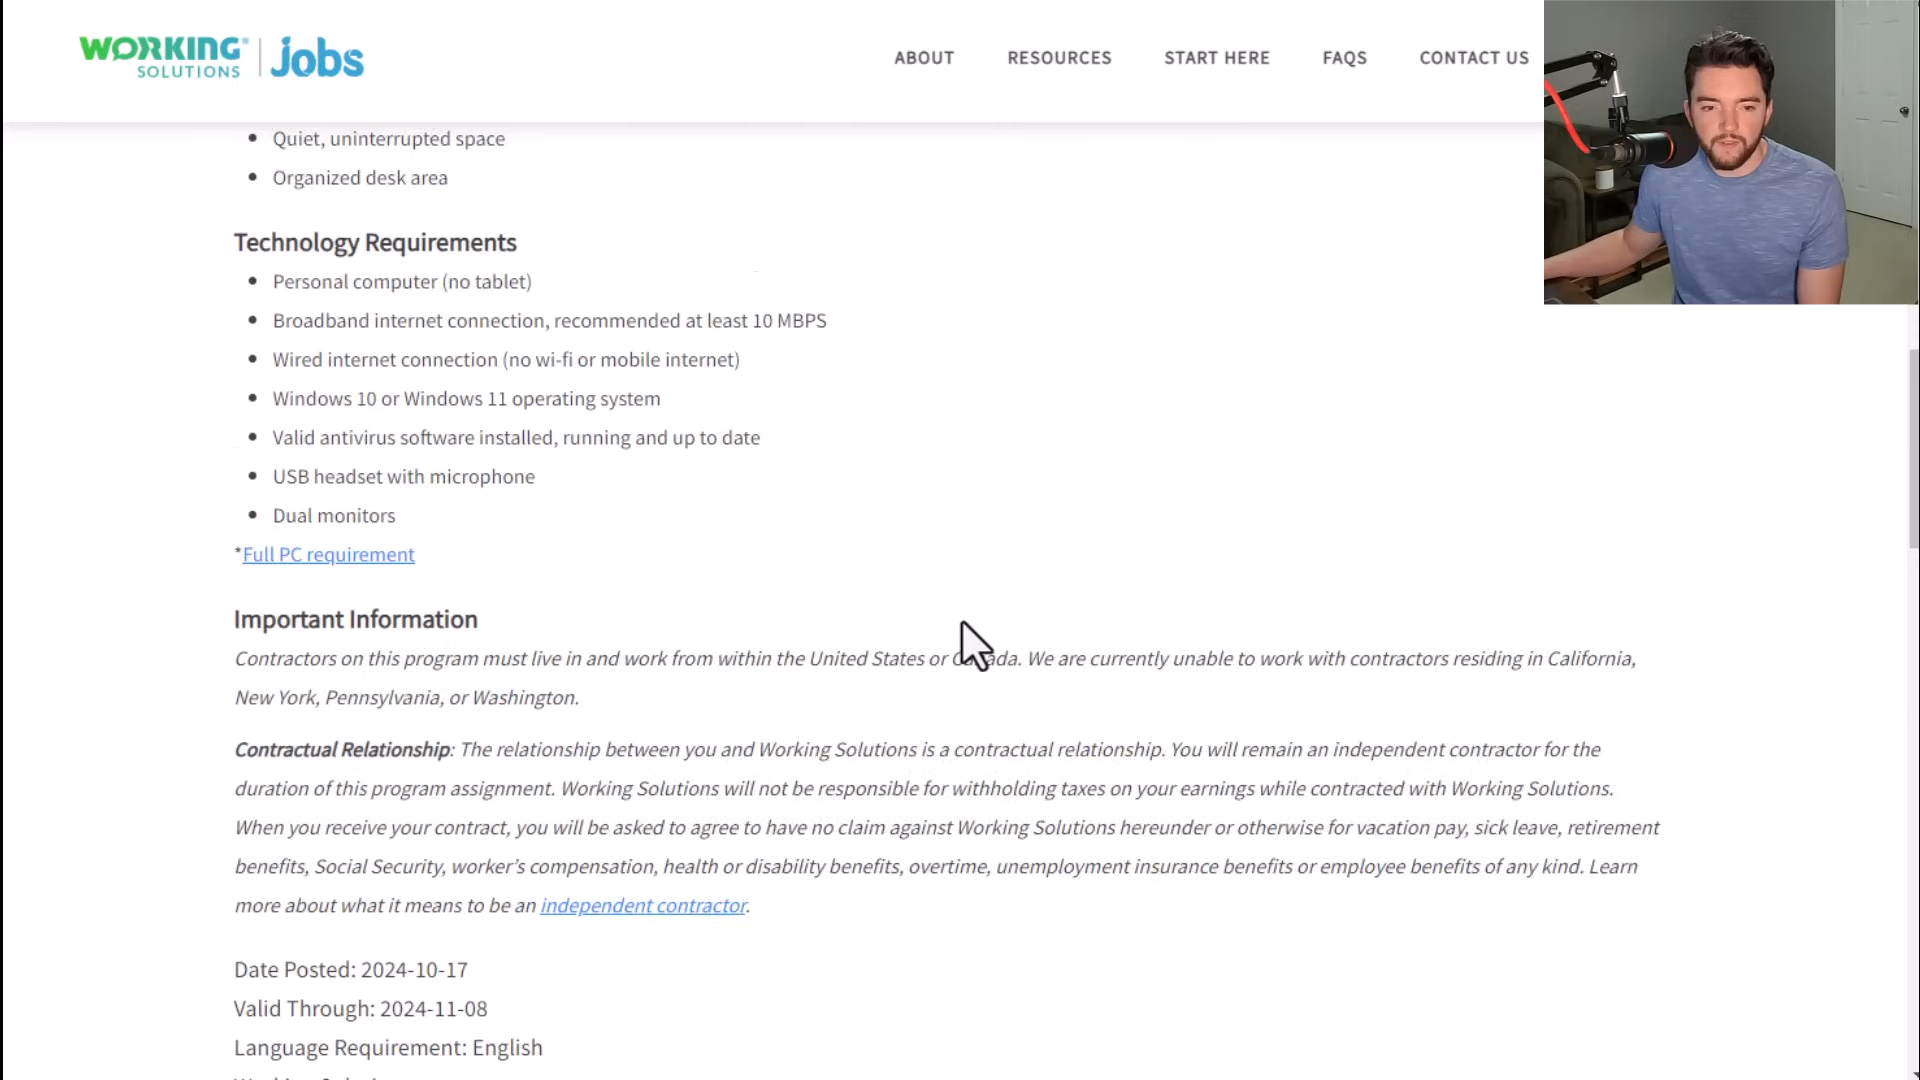 WORKING SOLUTIONS | jobs
ABOUT RESOURCES START HERE FAQS CONTACT US
• Quiet, uninterrupted space
• Organized desk area
Technology Requirements
• Personal computer (no tablet)
• Broadband internet connection, recommended at least 10 MBPS
• Wired internet connection (no wi-fi or mobile internet)
• Windows 10 or Windows 11 operating system
• Valid antivirus software installed, running and up to date
• USB headset with microphone
• Dual monitors
*Full PC requirement
Important Information
Contractors on this program must live in and work from within the United States or Canada. We are currently unable to work with contractors residing in California,
New York, Pennsylvania, or Washington.
Contractual Relationship: The relationship between you and Working Solutions is a contractual relationship. You will remain an independent contractor for the
duration of this program assignment. Working Solutions will not be responsible for withholding taxes on your earnings while contracted with Working Solutions.
When you receive your contract, you will be asked to agree to have no claim against Working Solutions hereunder or otherwise for vacation pay, sick leave, retirement
benefits, Social Security, worker's compensation, health or disability benefits, overtime, unemployment insurance benefits or employee benefits of any kind. Learn
more about what it means to be an independent contractor.
Date Posted: 2024-10-17
Valid Through: 2024-11-08
Language Requirement: English